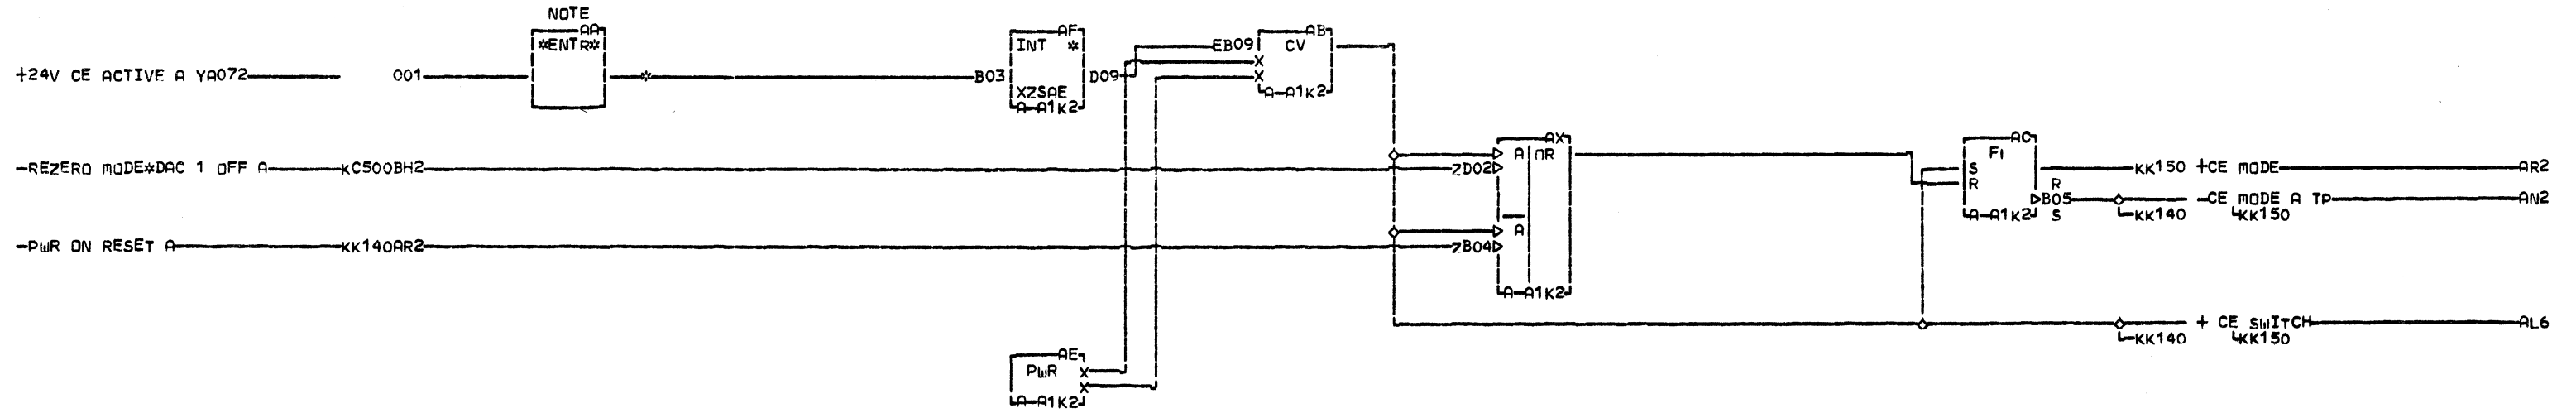 NOTE
AA
*ENTR*
AF
INT *
EB09
AB
CV
X
X
+24V CE ACTIVE A YA072
001
*
B03
D09
XZSAE
A-A1K2
A-A1K2
AX
A OR
AC
FI
-REZERO MODE*DAC 1 OFF A
KC500BH2
ZD02
S
R
KK150 +CE MODE
AR2
R
B05
-CE MODE A TP
AN2
A-A1K2
S
KK140
KK150
A
-PWR ON RESET A
KK140AR2
ZB04
A-A1K2
+ CE SWITCH
AL6
KK140
KK150
AE
PWR X
X
A-A1K2